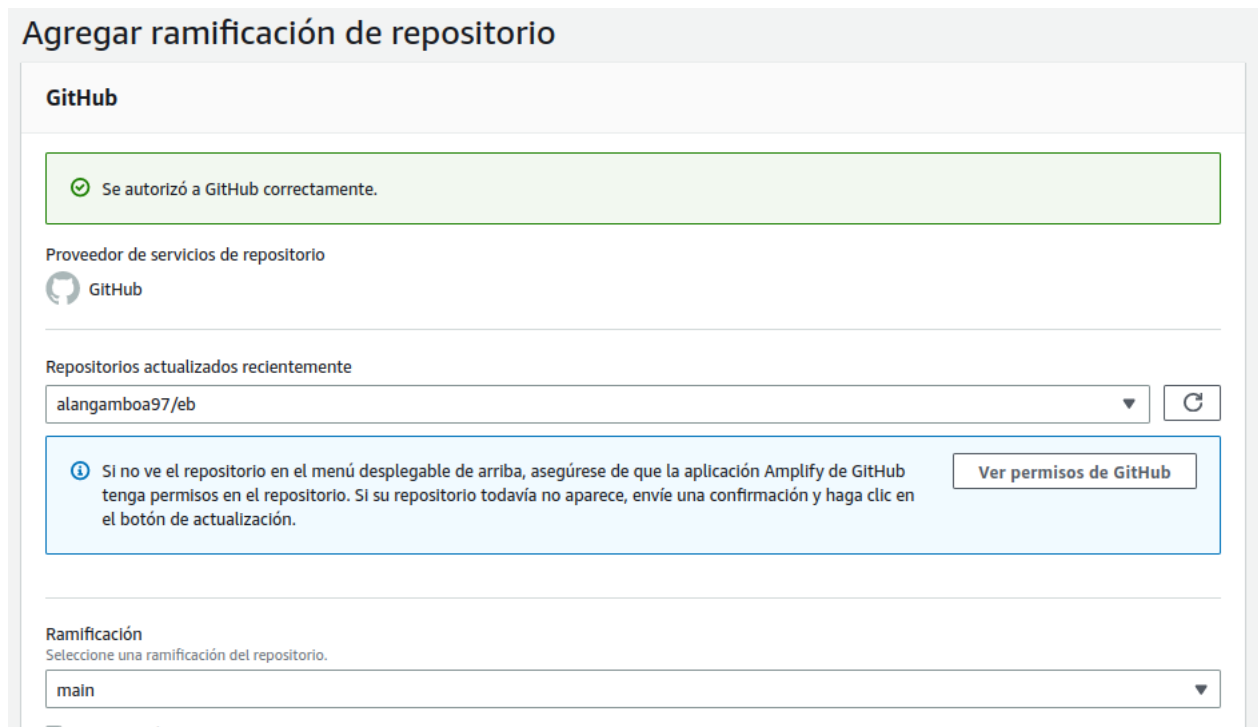 Agregar ramificación de repositorio
GitHub
Se autorizó a GitHub correctamente.
Proveedor de servicios de repositorio
GitHub
Repositorios actualizados recientemente
alangamboa97/eb
Si no ve el repositorio en el menú desplegable de arriba, asegúrese de que la aplicación Amplify de GitHub
tenga permisos en el repositorio. Si su repositorio todavía no aparece, envíe una confirmación y haga clic en
el botón de actualización.
Ver permisos de GitHub
Ramificación
Seleccione una ramificación del repositorio.
main